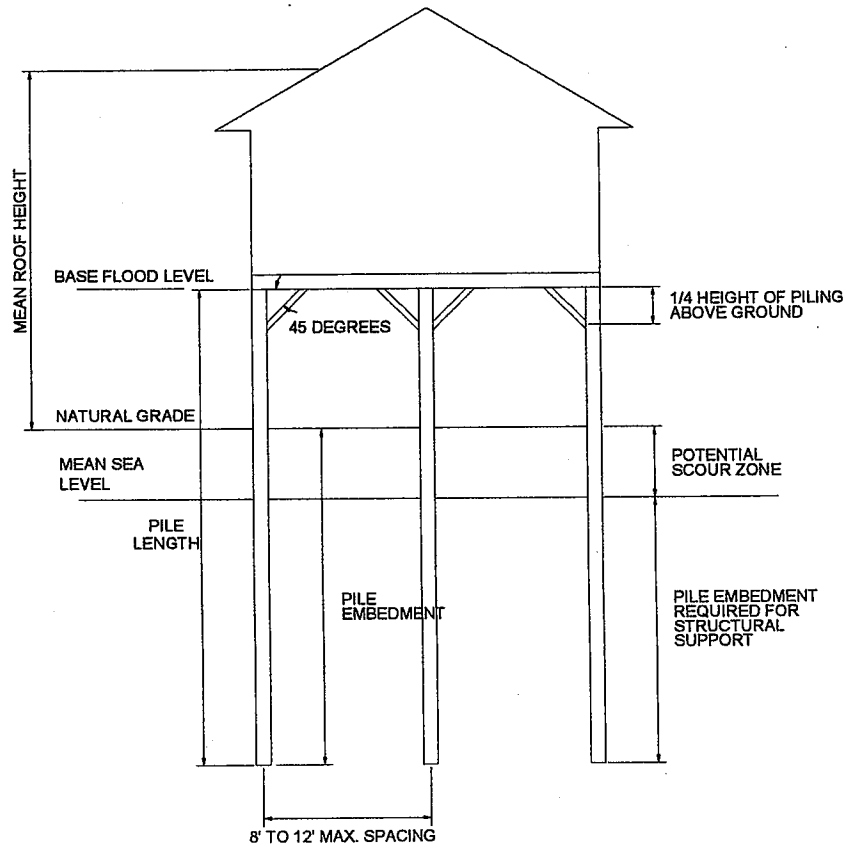 MEAN ROOF HEIGHT
BASE FLOOD LEVEL
45 DEGREES
1/4 HEIGHT OF PILING
ABOVE GROUND
NATURAL GRADE
MEAN SEA
LEVEL
POTENTIAL
SCOUR ZONE
PILE
LENGTH
PILE
EMBEDMENT
PILE EMBEDMENT
REQUIRED FOR
STRUCTURAL
SUPPORT
8' TO 12' MAX. SPACING